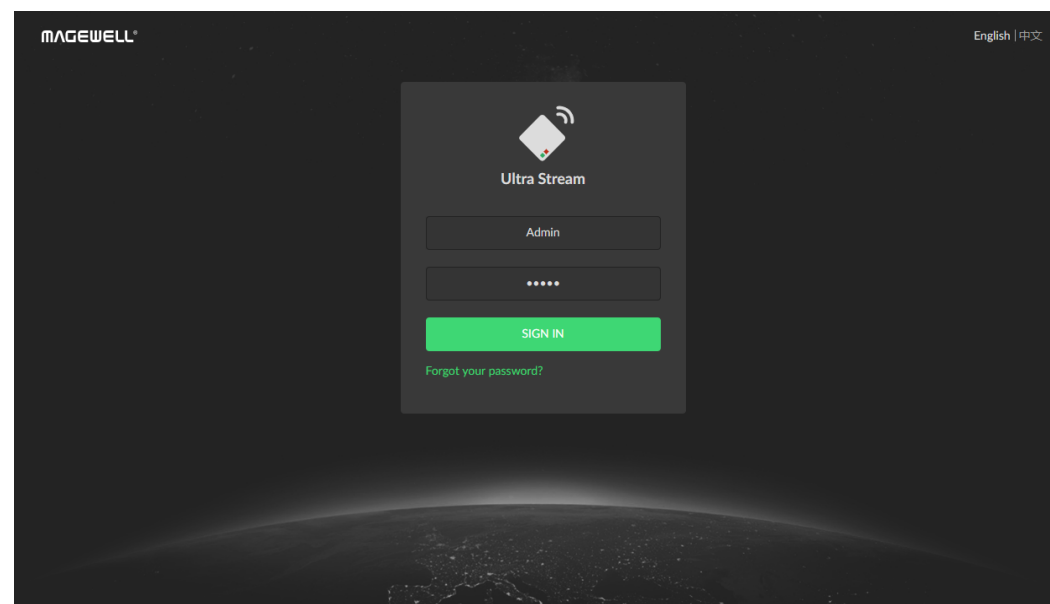 MAGEWELL®
English | 中文
Ultra Stream
Admin
•••••
SIGN IN
Forgot your password?